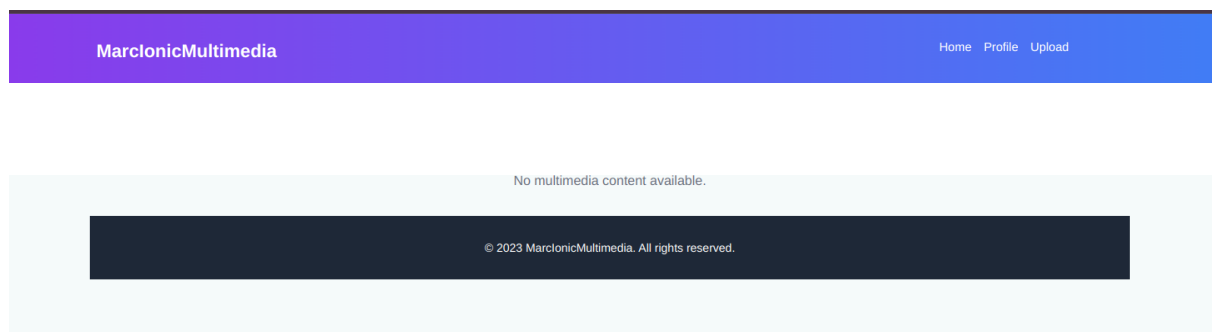 MarcIonicMultimedia
Home Profile Upload
No multimedia content available.
© 2023 MarcIonicMultimedia. All rights reserved.